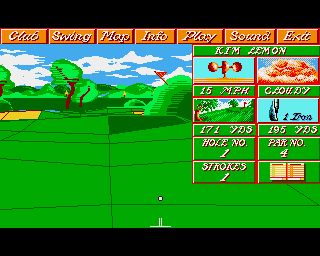 Club Swing Map Info Play Sound Exit
KIM LEMON
15 MPH CLOUDY
1 Iron
171 YDS 195 YDS
HOLE NO. PAR NO.
1 4
STROKES
1